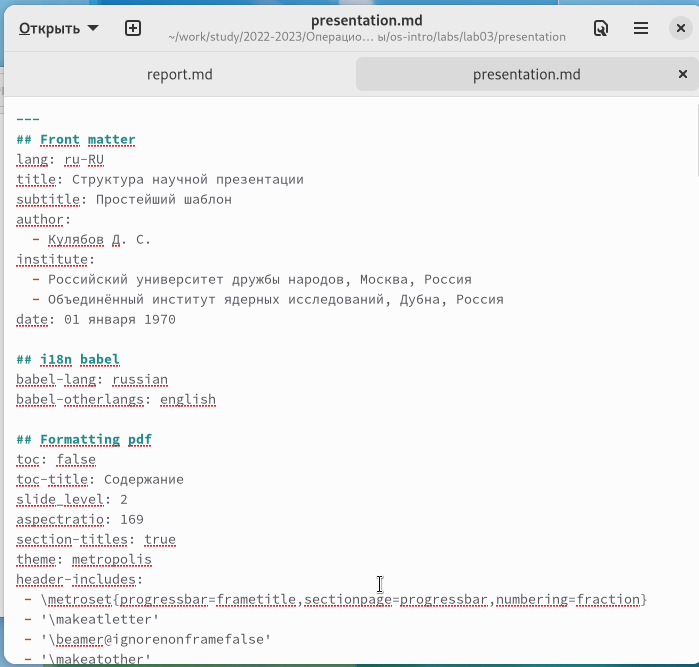 Открыть
presentation.md
~/work/study/2022-2023/Операцио… ы/os-intro/labs/lab03/presentation
report.md
presentation.md
---
## Front matter
lang: ru-RU
title: Структура научной презентации
subtitle: Простейший шаблон
author:
  - Кулябов Д. С.
institute:
  - Российский университет дружбы народов, Москва, Россия
  - Объединённый институт ядерных исследований, Дубна, Россия
date: 01 января 1970
## i18n babel
babel-lang: russian
babel-otherlangs: english
## Formatting pdf
toc: false
toc-title: Содержание
slide_level: 2
aspectratio: 169
section-titles: true
theme: metropolis
header-includes:
 - \metroset{progressbar=frametitle,sectionpage=progressbar,numbering=fraction}
 - '\makeatletter'
 - '\beamer@ignorenonframefalse'
 - '\makeatother'